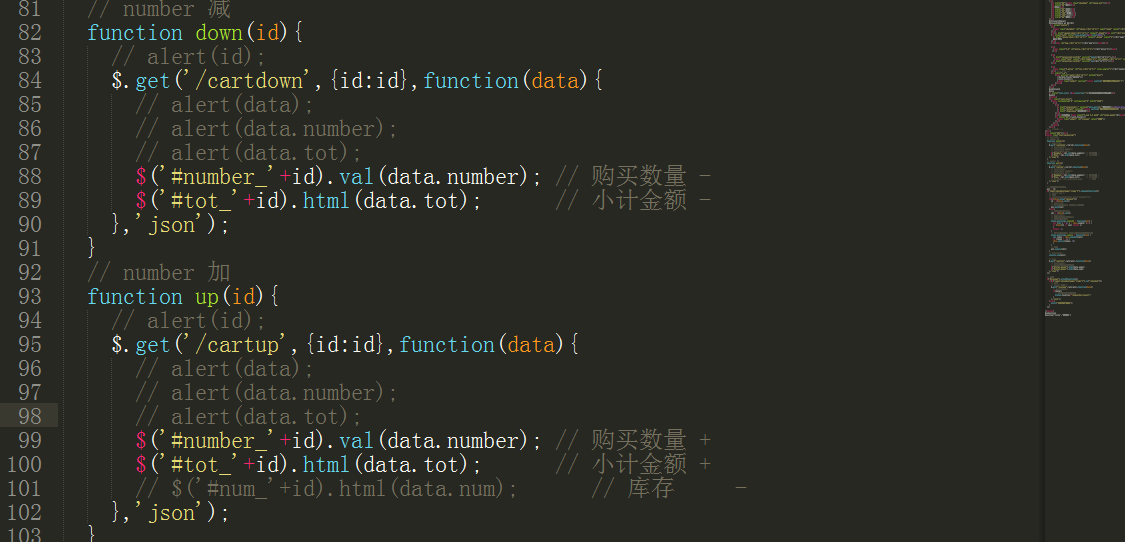 81 // number 减
82 function down(id){
83 // alert(id);
84 $.get('/cartdown',{id:id},function(data){
85 // alert(data);
86 // alert(data.number);
87 // alert(data.tot);
88 $('#number_'+id).val(data.number); // 购买数量 -
89 $('#tot_'+id).html(data.tot); // 小计金额 -
90 },'json');
91 }
92 // number 加
93 function up(id){
94 // alert(id);
95 $.get('/cartup',{id:id},function(data){
96 // alert(data);
97 // alert(data.number);
98 // alert(data.tot);
99 $('#number_'+id).val(data.number); // 购买数量 +
100 $('#tot_'+id).html(data.tot); // 小计金额 +
101 // $('#num_'+id).html(data.num); // 库存 -
102 },'json');
103 }